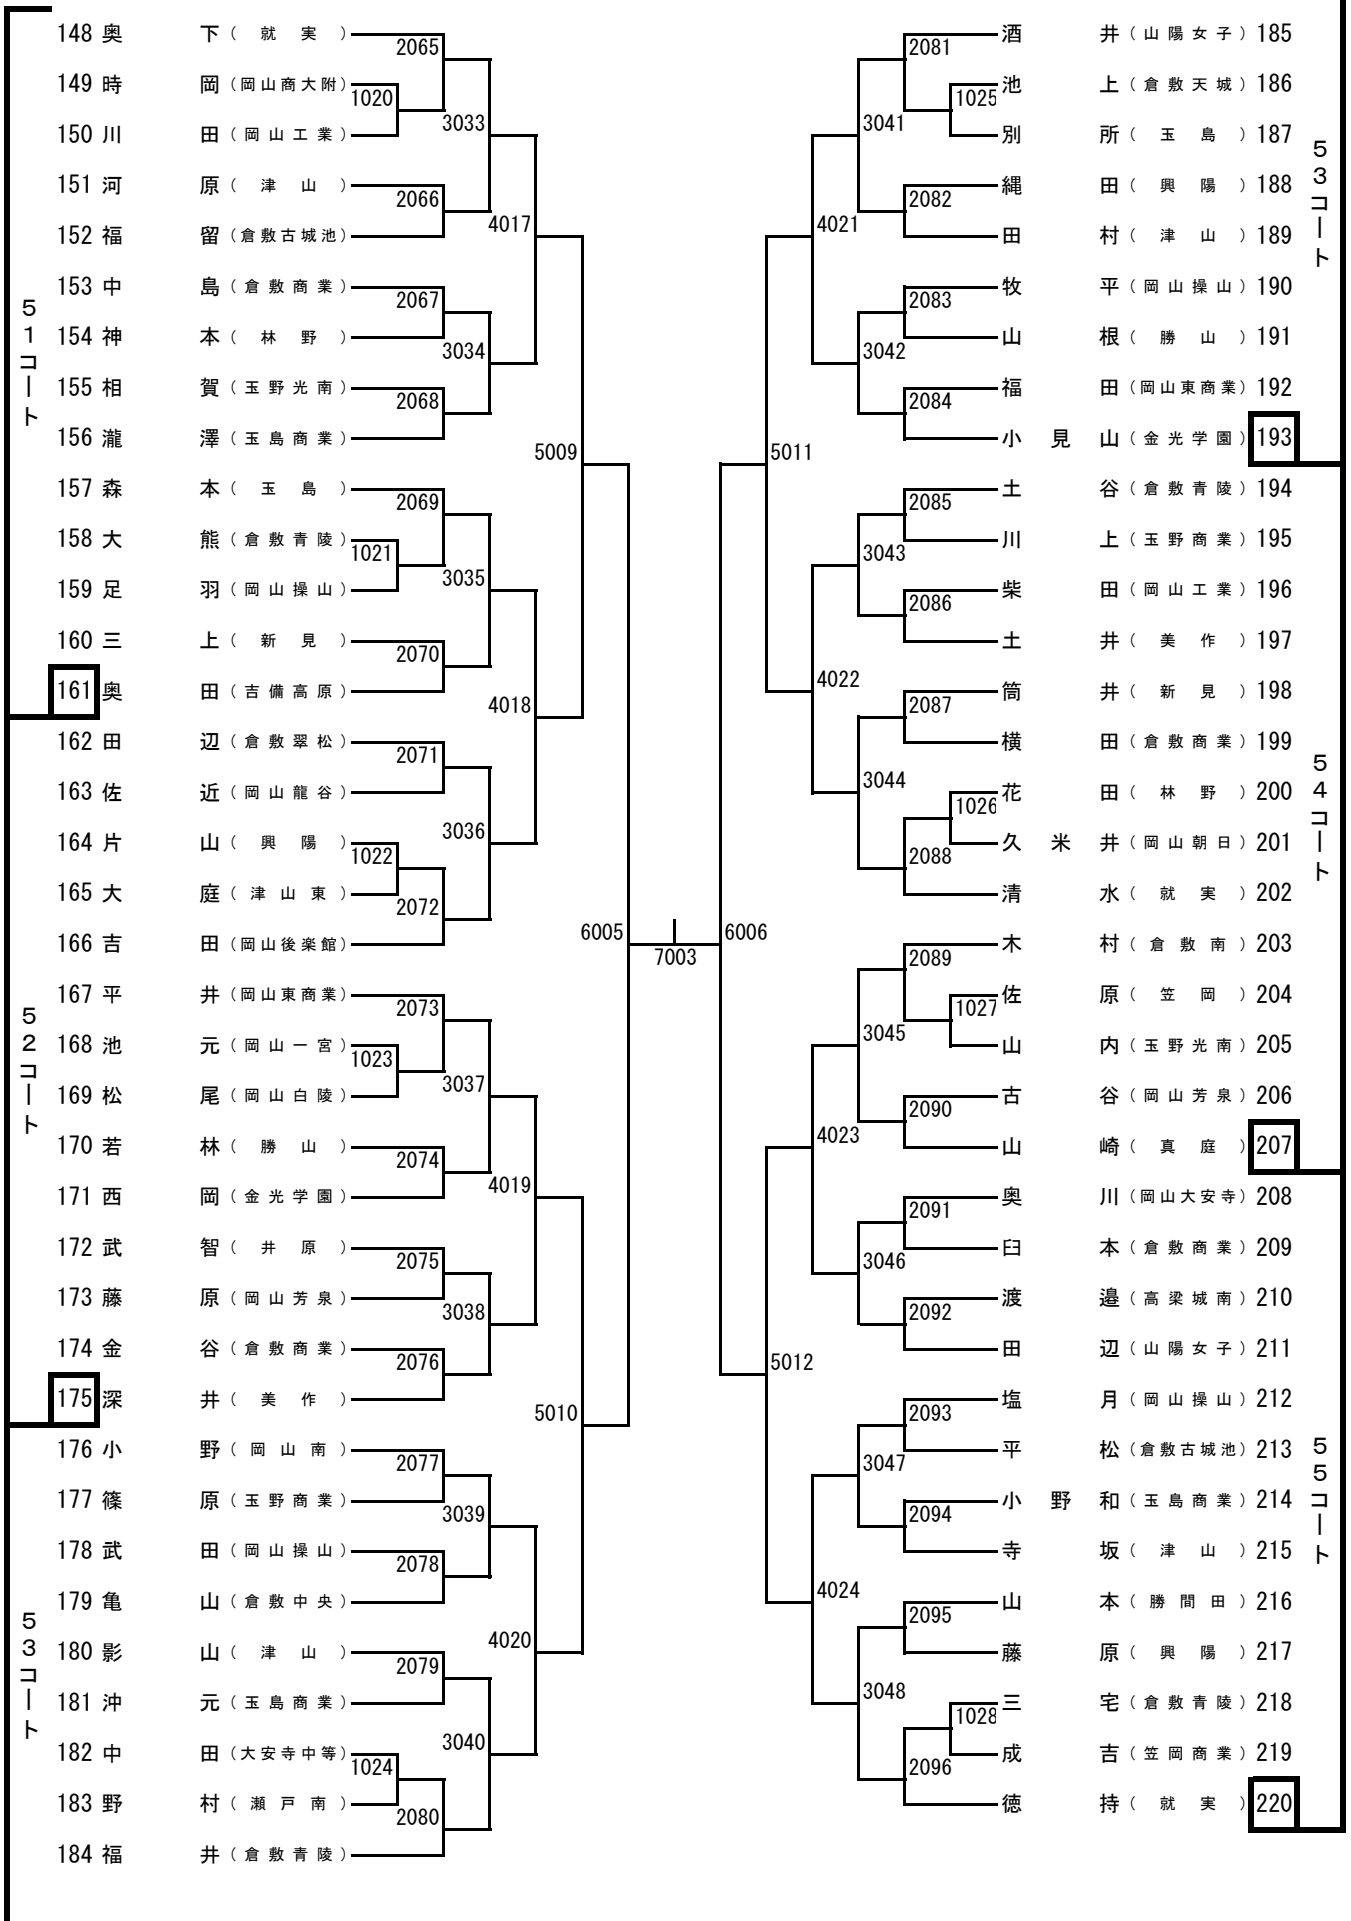 148 奥下（就実）
149 時岡（岡山商大附）
150 川田（岡山工業）
151 河原（津山）
152 福留（倉敷古城池）
153 中島（倉敷商業）
154 神本（林野）
155 相賀（玉野光南）
156 瀧澤（玉島商業）
157 森本（玉島）
158 大熊（倉敷青陵）
159 足羽（岡山操山）
160 三上（新見）
161 奥田（吉備高原）
162 田辺（倉敷翠松）
163 佐近（岡山龍谷）
164 片山（興陽）
165 大庭（津山東）
166 吉田（岡山後楽館）
167 平井（岡山東商業）
168 池元（岡山一宮）
169 松尾（岡山白陵）
170 若林（勝山）
171 西岡（金光学園）
172 武智（井原）
173 藤原（岡山芳泉）
174 金谷（倉敷商業）
175 深井（美作）
176 小野（岡山南）
177 篠原（玉野商業）
178 武田（岡山操山）
179 亀山（倉敷中央）
180 影山（津山）
181 沖元（玉島商業）
182 中田（大安寺中等）
183 野村（瀬戸南）
184 福井（倉敷青陵）
51コート
52コート
53コート
1020
1021
1022
1023
1024
2065
2066
2067
2068
2069
2070
2071
2072
2073
2074
2075
2076
2077
2078
2079
2080
3033
3034
3035
3036
3037
3038
3039
3040
4017
4018
4019
4020
5009
5010
6005
7003
6006
5011
5012
4021
4022
4023
4024
3041
3042
3043
3044
3045
3046
3047
3048
2081
2082
2083
2084
2085
2086
2087
2088
2089
2090
2091
2092
2093
2094
2095
2096
1025
1026
1027
1028
酒井（山陽女子）185
池上（倉敷天城）186
別所（玉島）187
縄田（興陽）188
田村（津山）189
牧平（岡山操山）190
山根（勝山）191
福田（岡山東商業）192
小見山（金光学園）193
土谷（倉敷青陵）194
川上（玉野商業）195
柴田（岡山工業）196
土井（美作）197
筒井（新見）198
横田（倉敷商業）199
花田（林野）200
久米井（岡山朝日）201
清水（就実）202
木村（倉敷南）203
佐原（笠岡）204
山内（玉野光南）205
古谷（岡山芳泉）206
山崎（真庭）207
奥川（岡山大安寺）208
臼本（倉敷商業）209
渡邉（高梁城南）210
田辺（山陽女子）211
塩月（岡山操山）212
平松（倉敷古城池）213
小野和（玉島商業）214
寺坂（津山）215
山本（勝間田）216
藤原（興陽）217
三宅（倉敷青陵）218
成吉（笠岡商業）219
徳持（就実）220
53コート
54コート
55コート